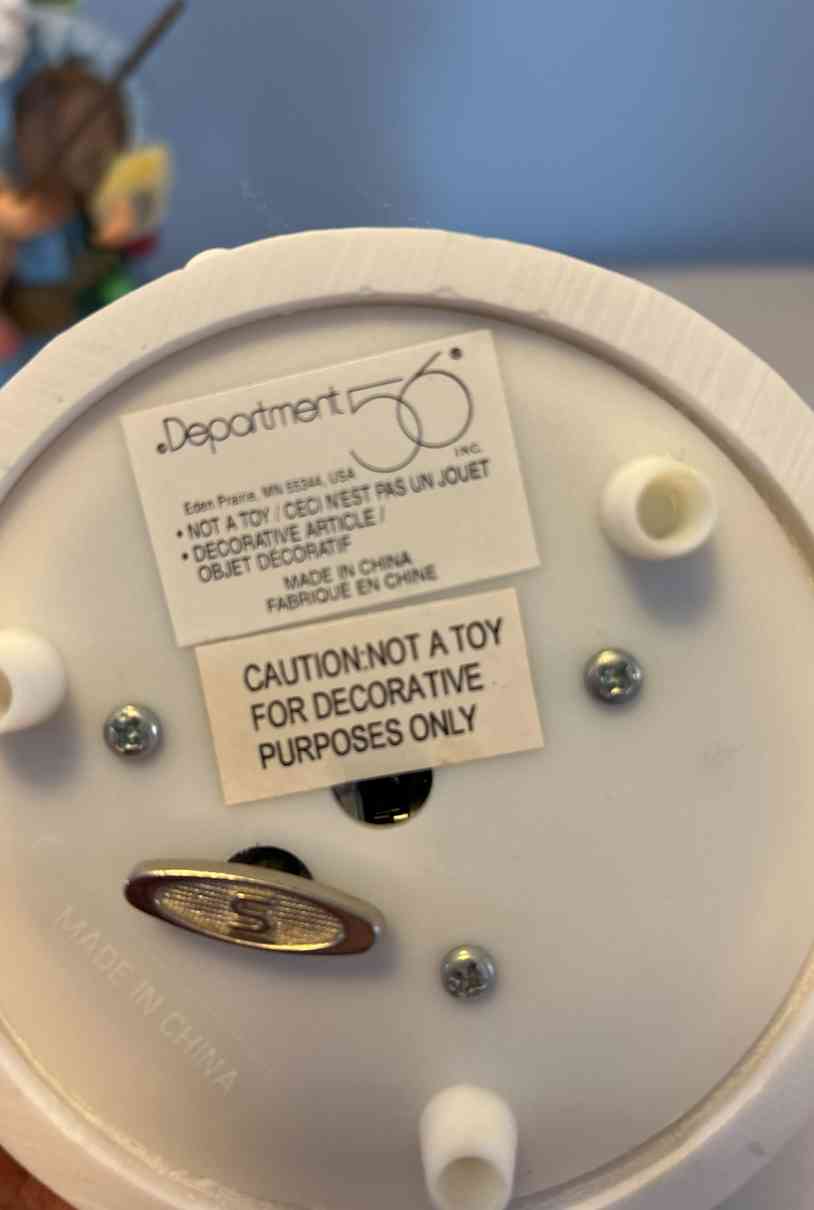 Department 56
INC.
Eden Prairie, MN 55344, USA
• NOT A TOY / CECI N'EST PAS UN JOUET
• DECORATIVE ARTICLE /
OBJET DÉCORATIF
MADE IN CHINA
FABRIQUÉ EN CHINE
CAUTION:NOT A TOY
FOR DECORATIVE
PURPOSES ONLY
S
MADE IN CHINA